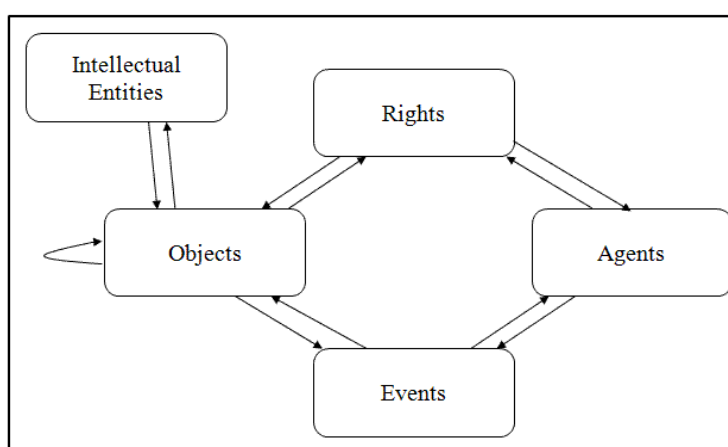 Intellectual
Entities
Rights
Objects
Agents
Events